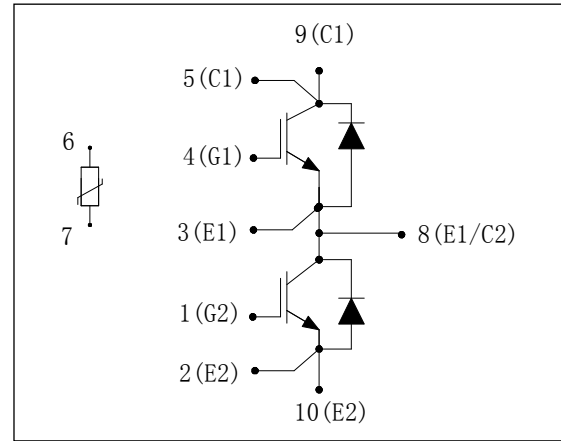 9(C1)
5(C1)
6
4(G1)
7
3(E1)
8(E1/C2)
1(G2)
2(E2)
10(E2)